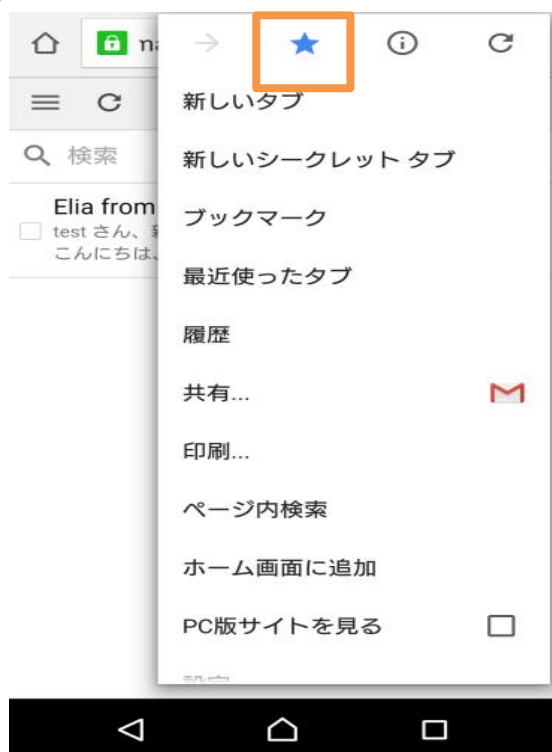 na
新しいタブ
検索
新しいシークレット タブ
Elia from
test さん、
こんにちは、
ブックマーク
最近使ったタブ
履歴
共有...
印刷...
ページ内検索
ホーム画面に追加
PC版サイトを見る